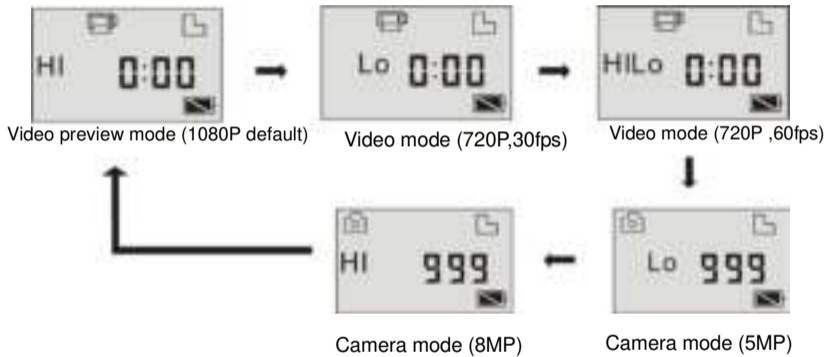 HI 0:00
Lo 0:00
HILo 0:00
Video preview mode (1080P default)
Video mode (720P,30fps)
Video mode (720P ,60fps)
HI 999
Lo 999
Camera mode (8MP)
Camera mode (5MP)